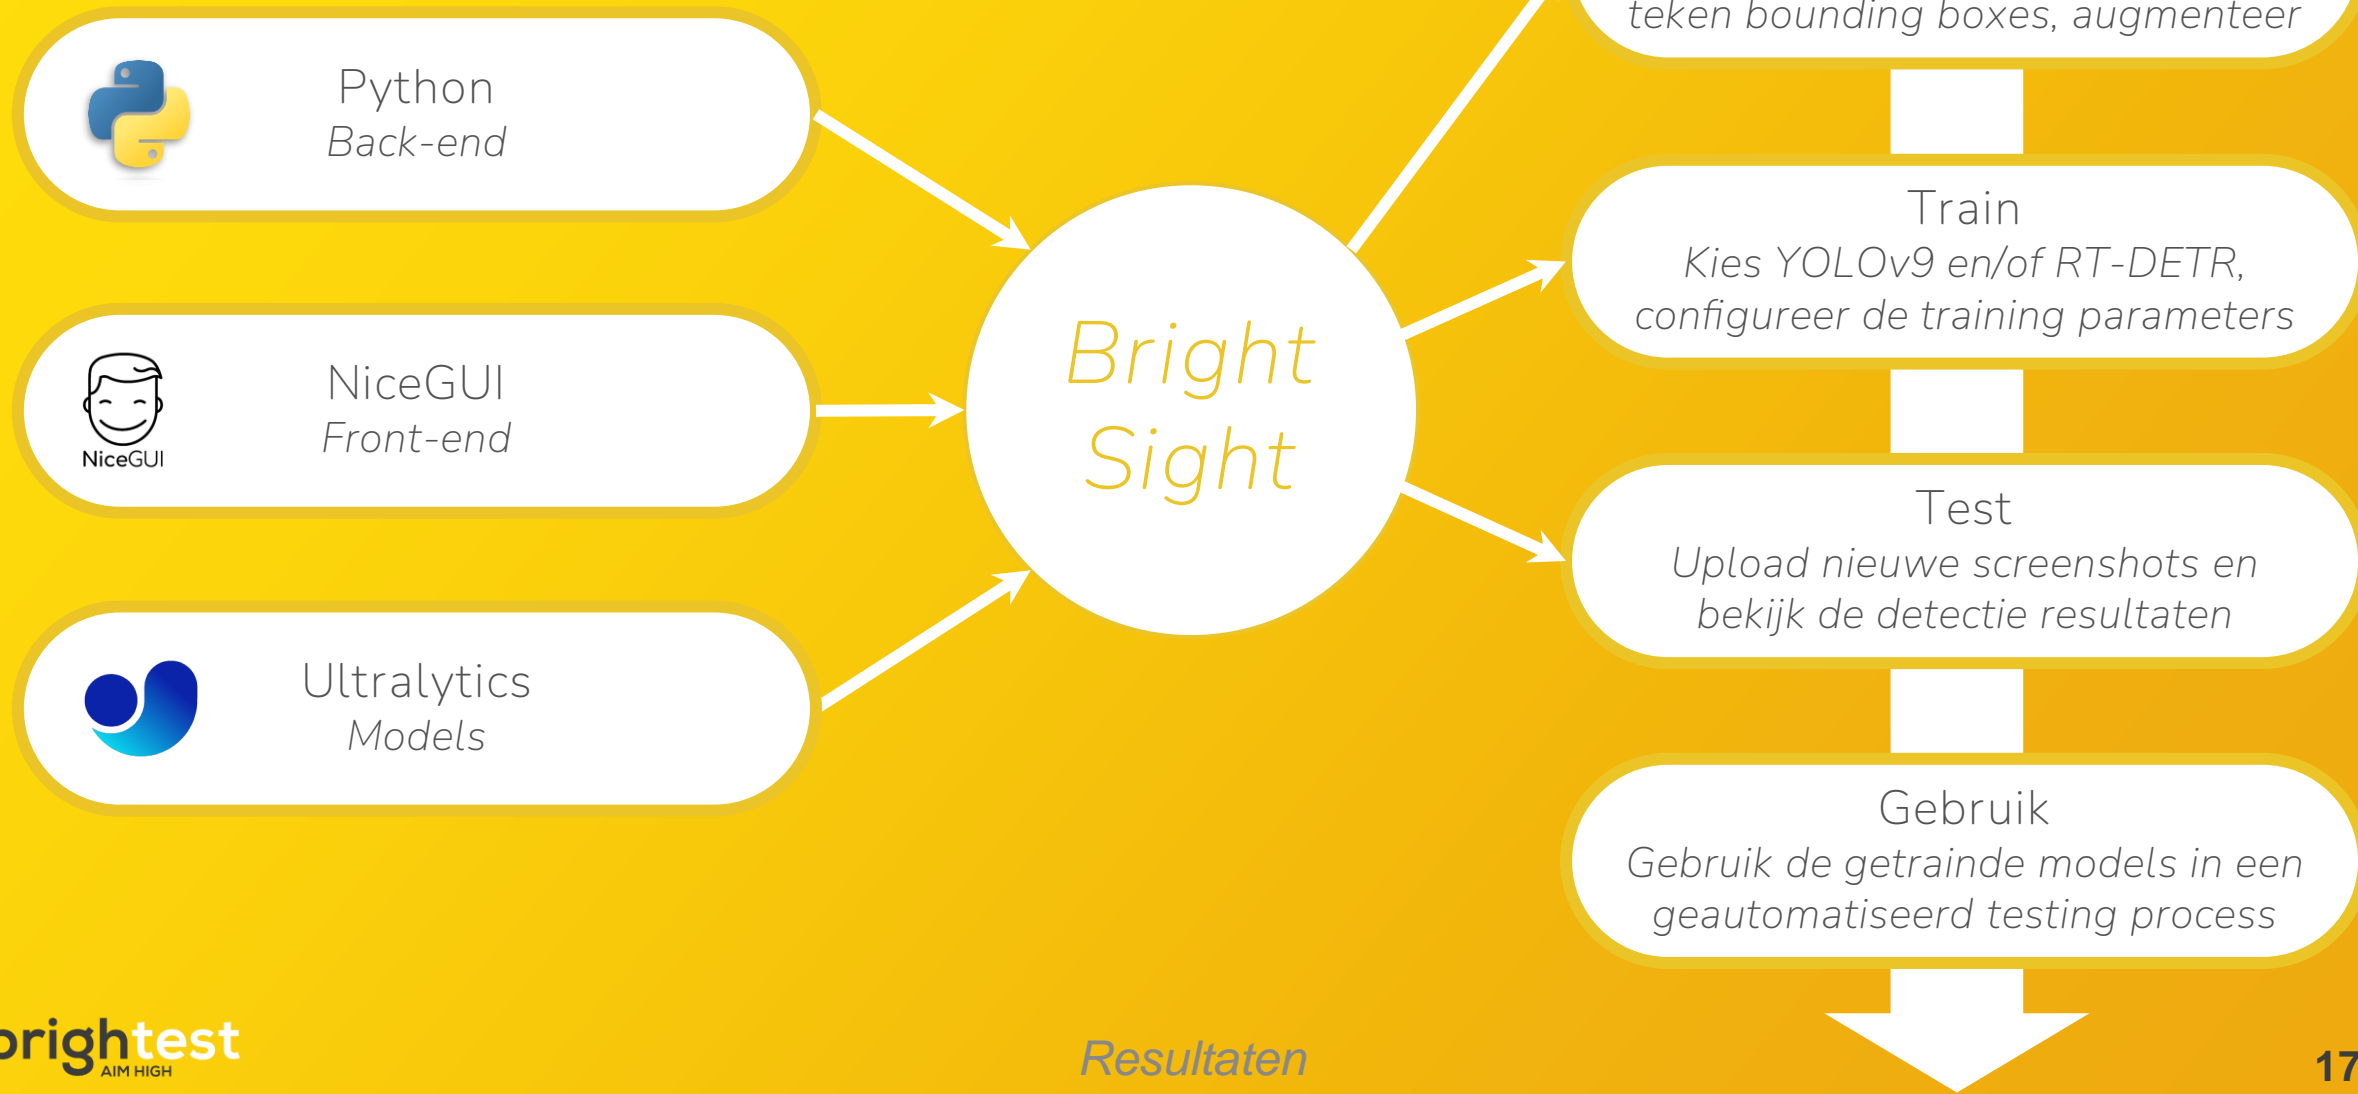 Python
Back-end
NiceGUI
NiceGUI
Front-end
Ultralytics
Models
Bright
Sight
teken bounding boxes, augmenteer
Train
Kies YOLOv9 en/of RT-DETR,
configureer de training parameters
Test
Upload nieuwe screenshots en
bekijk de detectie resultaten
Gebruik
Gebruik de getrainde models in een
geautomatiseerd testing process
brightest
AIM HIGH
Resultaten
17